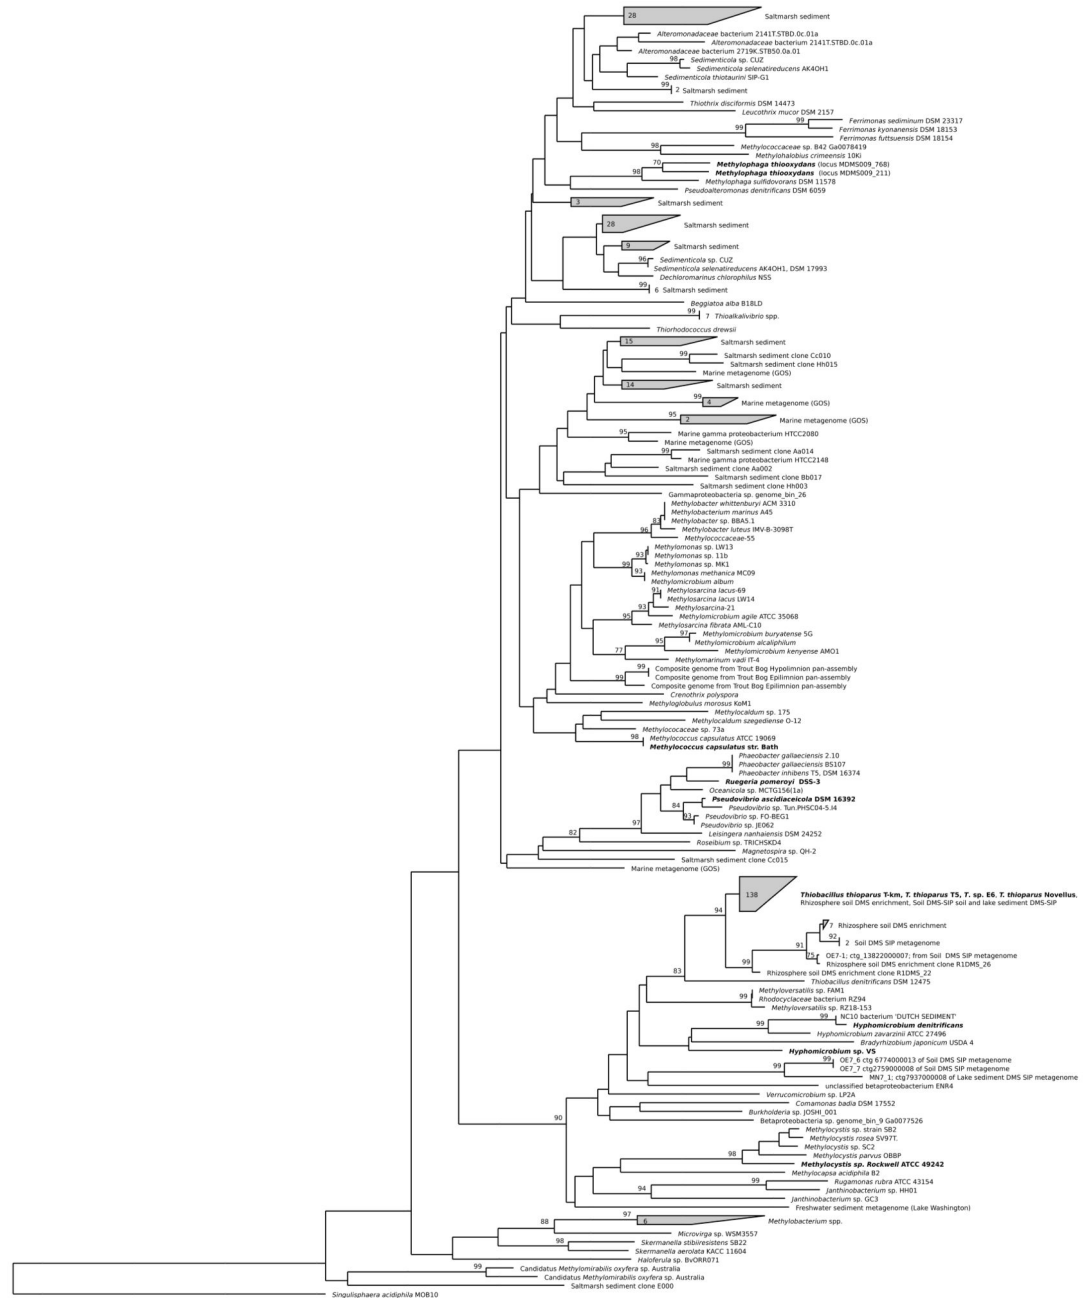 28 Saltmarsh sediment
Alteromonadaceae bacterium 2141T.STBD.0c.01a
Alteromonadaceae bacterium 2141T.STBD.0c.01a
Alteromonadaceae bacterium 2719K.STB50.0a.01
98 Sedimenticola sp. CUZ
Sedimenticola selenatireducens AK4OH1
Sedimenticola thiotaurini SIP-G1
99 2 Saltmarsh sediment
Thiothrix disciformis DSM 14473
Leucothrix mucor DSM 2157
99 Ferrimonas sediminum DSM 23317
99 Ferrimonas kyonanensis DSM 18153
Ferrimonas futtsuensis DSM 18154
98 Methylococcaceae sp. B42 Ga0078419
Methylohalobius crimeensis 10Ki
70 Methylophaga thiooxydans (locus MDMS009_768)
98 Methylophaga thiooxydans (locus MDMS009_211)
Methylophaga sulfidovorans DSM 11578
Pseudoalteromonas denitrificans DSM 6059
3 Saltmarsh sediment
28 Saltmarsh sediment
9 Saltmarsh sediment
96 Sedimenticola sp. CUZ
Sedimenticola selenatireducens AK4OH1, DSM 17993
Dechloromarinus chlorophilus NSS
99 6 Saltmarsh sediment
Beggiatoa alba B18LD
99 7 Thioalkalivibrio spp.
Thiorhodococcus drewsii
15 Saltmarsh sediment
99 Saltmarsh sediment clone Cc010
Saltmarsh sediment clone Hh015
Marine metagenome (GOS)
14 Saltmarsh sediment
99 4 Marine metagenome (GOS)
95 2 Marine metagenome (GOS)
95 Marine gamma proteobacterium HTCC2080
Marine metagenome (GOS)
99 Saltmarsh sediment clone Aa014
Marine gamma proteobacterium HTCC2148
Saltmarsh sediment clone Aa002
Saltmarsh sediment clone Bb017
Saltmarsh sediment clone Hh003
Gammaproteobacteria sp. genome_bin_26
Methylobacter whittenburyi ACM 3310
Methylobacterium marinus A45
83 Methylobacter sp. BBA5.1
96 Methylobacter luteus IMV-B-3098T
Methylococcaceae-55
Methylomonas sp. LW13
93 Methylomonas sp. 11b
99 Methylomonas sp. MK1
93 Methylomonas methanica MC09
Methylomicrobium album
91 Methylosarcina lacus-69
Methylosarcina lacus LW14
93 Methylosarcina-21
95 Methylomicrobium agile ATCC 35068
Methylosarcina fibrata AML-C10
97 Methylomicrobium buryatense 5G
95 Methylomicrobium alcaliphilum
77 Methylomicrobium kenyense AMO1
Methylomarinum vadi IT-4
99 Composite genome from Trout Bog Hypolimnion pan-assembly
99 Composite genome from Trout Bog Epilimnion pan-assembly
Composite genome from Trout Bog Epilimnion pan-assembly
Crenothrix polyspora
Methyloglobulus morosus KoM1
Methylocaldum sp. 175
Methylocaldum szegediense O-12
Methylococaceae sp. 73a
98 Methylococcus capsulatus ATCC 19069
Methylococcus capsulatus str. Bath
Phaeobacter gallaeciensis 2.10
99 Phaeobacter gallaeciensis BS107
Phaeobacter inhibens T5, DSM 16374
Ruegeria pomeroyi DSS-3
Oceanicola sp. MCTG156(1a)
Pseudovibrio ascidiaceicola DSM 16392
84 Pseudovibrio sp. Tun.PHSC04-5.I4
93 Pseudovibrio sp. FO-BEG1
97 Pseudovibrio sp. JE062
82 Leisingera nanhaiensis DSM 24252
Roseibium sp. TRICHSKD4
Magnetospira sp. QH-2
Saltmarsh sediment clone Cc015
Marine metagenome (GOS)
138 Thiobacillus thioparus T-km, T. thioparus T5, T. sp. E6, T. thioparus Novellus,
Rhizosphere soil DMS enrichment, Soil DMS-SIP soil and lake sediment DMS-SIP
94
7 Rhizosphere soil DMS enrichment
92 2 Soil DMS SIP metagenome
91
75 OE7-1; ctg_13822000007; from Soil DMS SIP metagenome
99 Rhizosphere soil DMS enrichment clone R1DMS_26
83 Rhizosphere soil DMS enrichment clone R1DMS_22
Thiobacillus denitrificans DSM 12475
Methyloversatilis sp. FAM1
99 Rhodocyclaceae bacterium RZ94
Methyloversatilis sp. RZ18-153
99 NC10 bacterium 'DUTCH SEDIMENT'
99 Hyphomicrobium denitrificans
Hyphomicrobium zavarzinii ATCC 27496
Bradyrhizobium japonicum USDA 4
Hyphomicrobium sp. VS
99 OE7_6 ctg 6774000013 of Soil DMS SIP metagenome
99 OE7_7 ctg2759000008 of Soil DMS SIP metagenome
MN7_1; ctg7937000008 of Lake sediment DMS SIP metagenome
unclassified betaproteobacterium ENR4
Verrucomicrobium sp. LP2A
Comamonas badia DSM 17552
Burkholderia sp. JOSHI_001
90 Betaproteobacteria sp. genome_bin_9 Ga0077526
Methylocystis sp. strain SB2
Methylocystis rosea SV97T.
Methylocystis sp. SC2
98 Methylocystis parvus OBBP
Methylocystis sp. Rockwell ATCC 49242
Methylocapsa acidiphila B2
99 Rugamonas rubra ATCC 43154
94 Janthinobacterium sp. HH01
Janthinobacterium sp. GC3
Freshwater sediment metagenome (Lake Washington)
97 6 Methylobacterium spp.
88
Microvirga sp. WSM3557
98 Skermanella stibiiresistens SB22
Skermanella aerolata KACC 11604
Haloferula sp. BvORR071
99 Candidatus Methylomirabilis oxyfera sp. Australia
Candidatus Methylomirabilis oxyfera sp. Australia
Saltmarsh sediment clone E000
Singulisphaera acidiphila MOB10